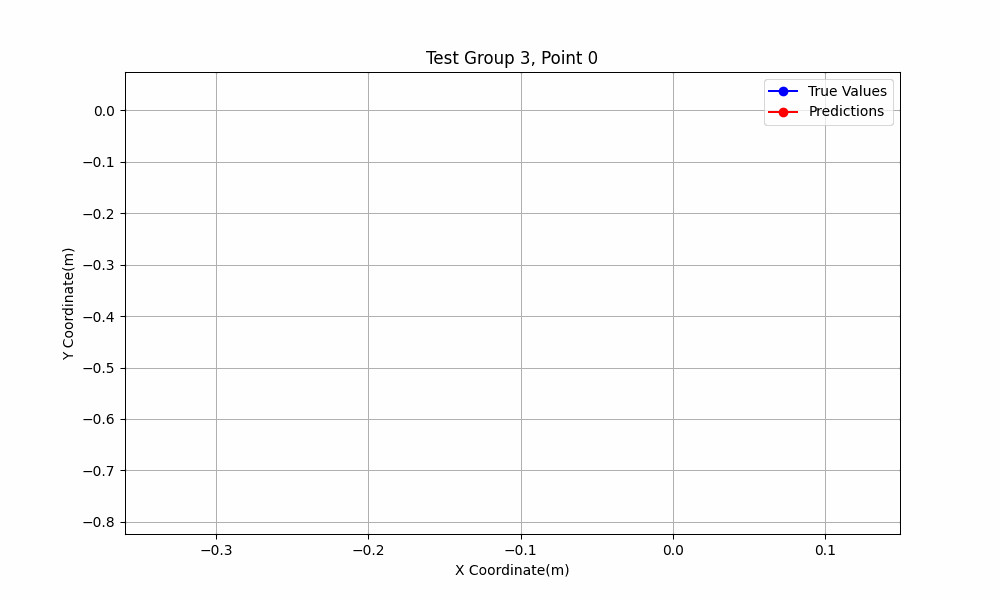 Test Group 3, Point 0
True Values
Predictions
0.0
−0.1
−0.2
−0.3
−0.4
−0.5
−0.6
−0.7
−0.8
Y Coordinate(m)
−0.3
−0.2
−0.1
0.0
0.1
X Coordinate(m)